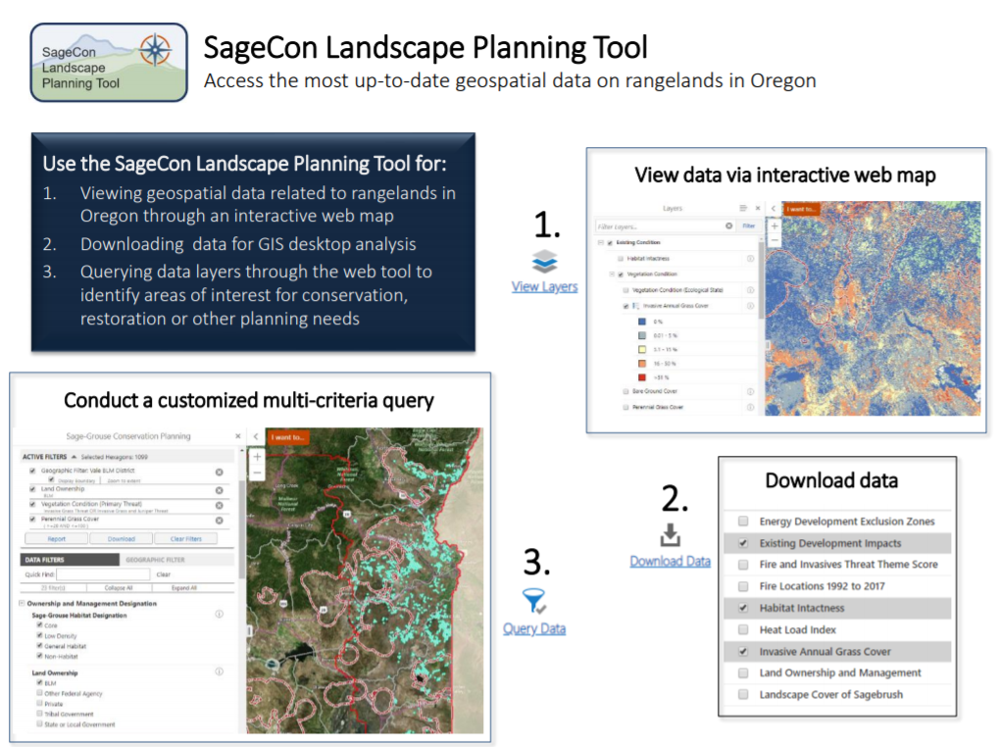 SageCon
Landscape
Planning Tool
SageCon Landscape Planning Tool
Access the most up-to-date geospatial data on rangelands in Oregon
Use the SageCon Landscape Planning Tool for:
1. Viewing geospatial data related to rangelands in
Oregon through an interactive web map
2. Downloading data for GIS desktop analysis
3. Querying data layers through the web tool to
identify areas of interest for conservation,
restoration or other planning needs
1.
View Layers
View data via interactive web map
Layers
I want to...
Filter Layers...
Filter
Existing Condition
Habitat Intactness
Vegetation Condition
Vegetation Condition (Ecological State)
Invasive Annual Grass Cover
0 %
0.01 - 5 %
5.1 - 15 %
16 - 50 %
>50 %
Bare Ground Cover
Perennial Grass Cover
Conduct a customized multi-criteria query
Sage-Grouse Conservation Planning
I want to...
ACTIVE FILTERS Selected Hexagons: 1099
Geographic Filter: Vale BLM District
Display Boundary | Zoom to extent
Land Ownership
BLM
Vegetation Condition (Primary Threat)
Perennial Grass Cover
Report
Download
Clear Filters
DATA FILTERS
GEOGRAPHIC FILTER
Quick Find:
Clear
Collapse All
Expand All
Ownership and Management Designation
Sage-Grouse Habitat Designation
Core
Low Density
General Habitat
Non-Habitat
Land Ownership
BLM
Other Federal Agency
Private
Tribal Government
State or Local Government
2.
Download Data
3.
Query Data
Download data
Energy Development Exclusion Zones
Existing Development Impacts
Fire and Invasives Threat Theme Score
Fire Locations 1992 to 2017
Habitat Intactness
Heat Load Index
Invasive Annual Grass Cover
Land Ownership and Management
Landscape Cover of Sagebrush